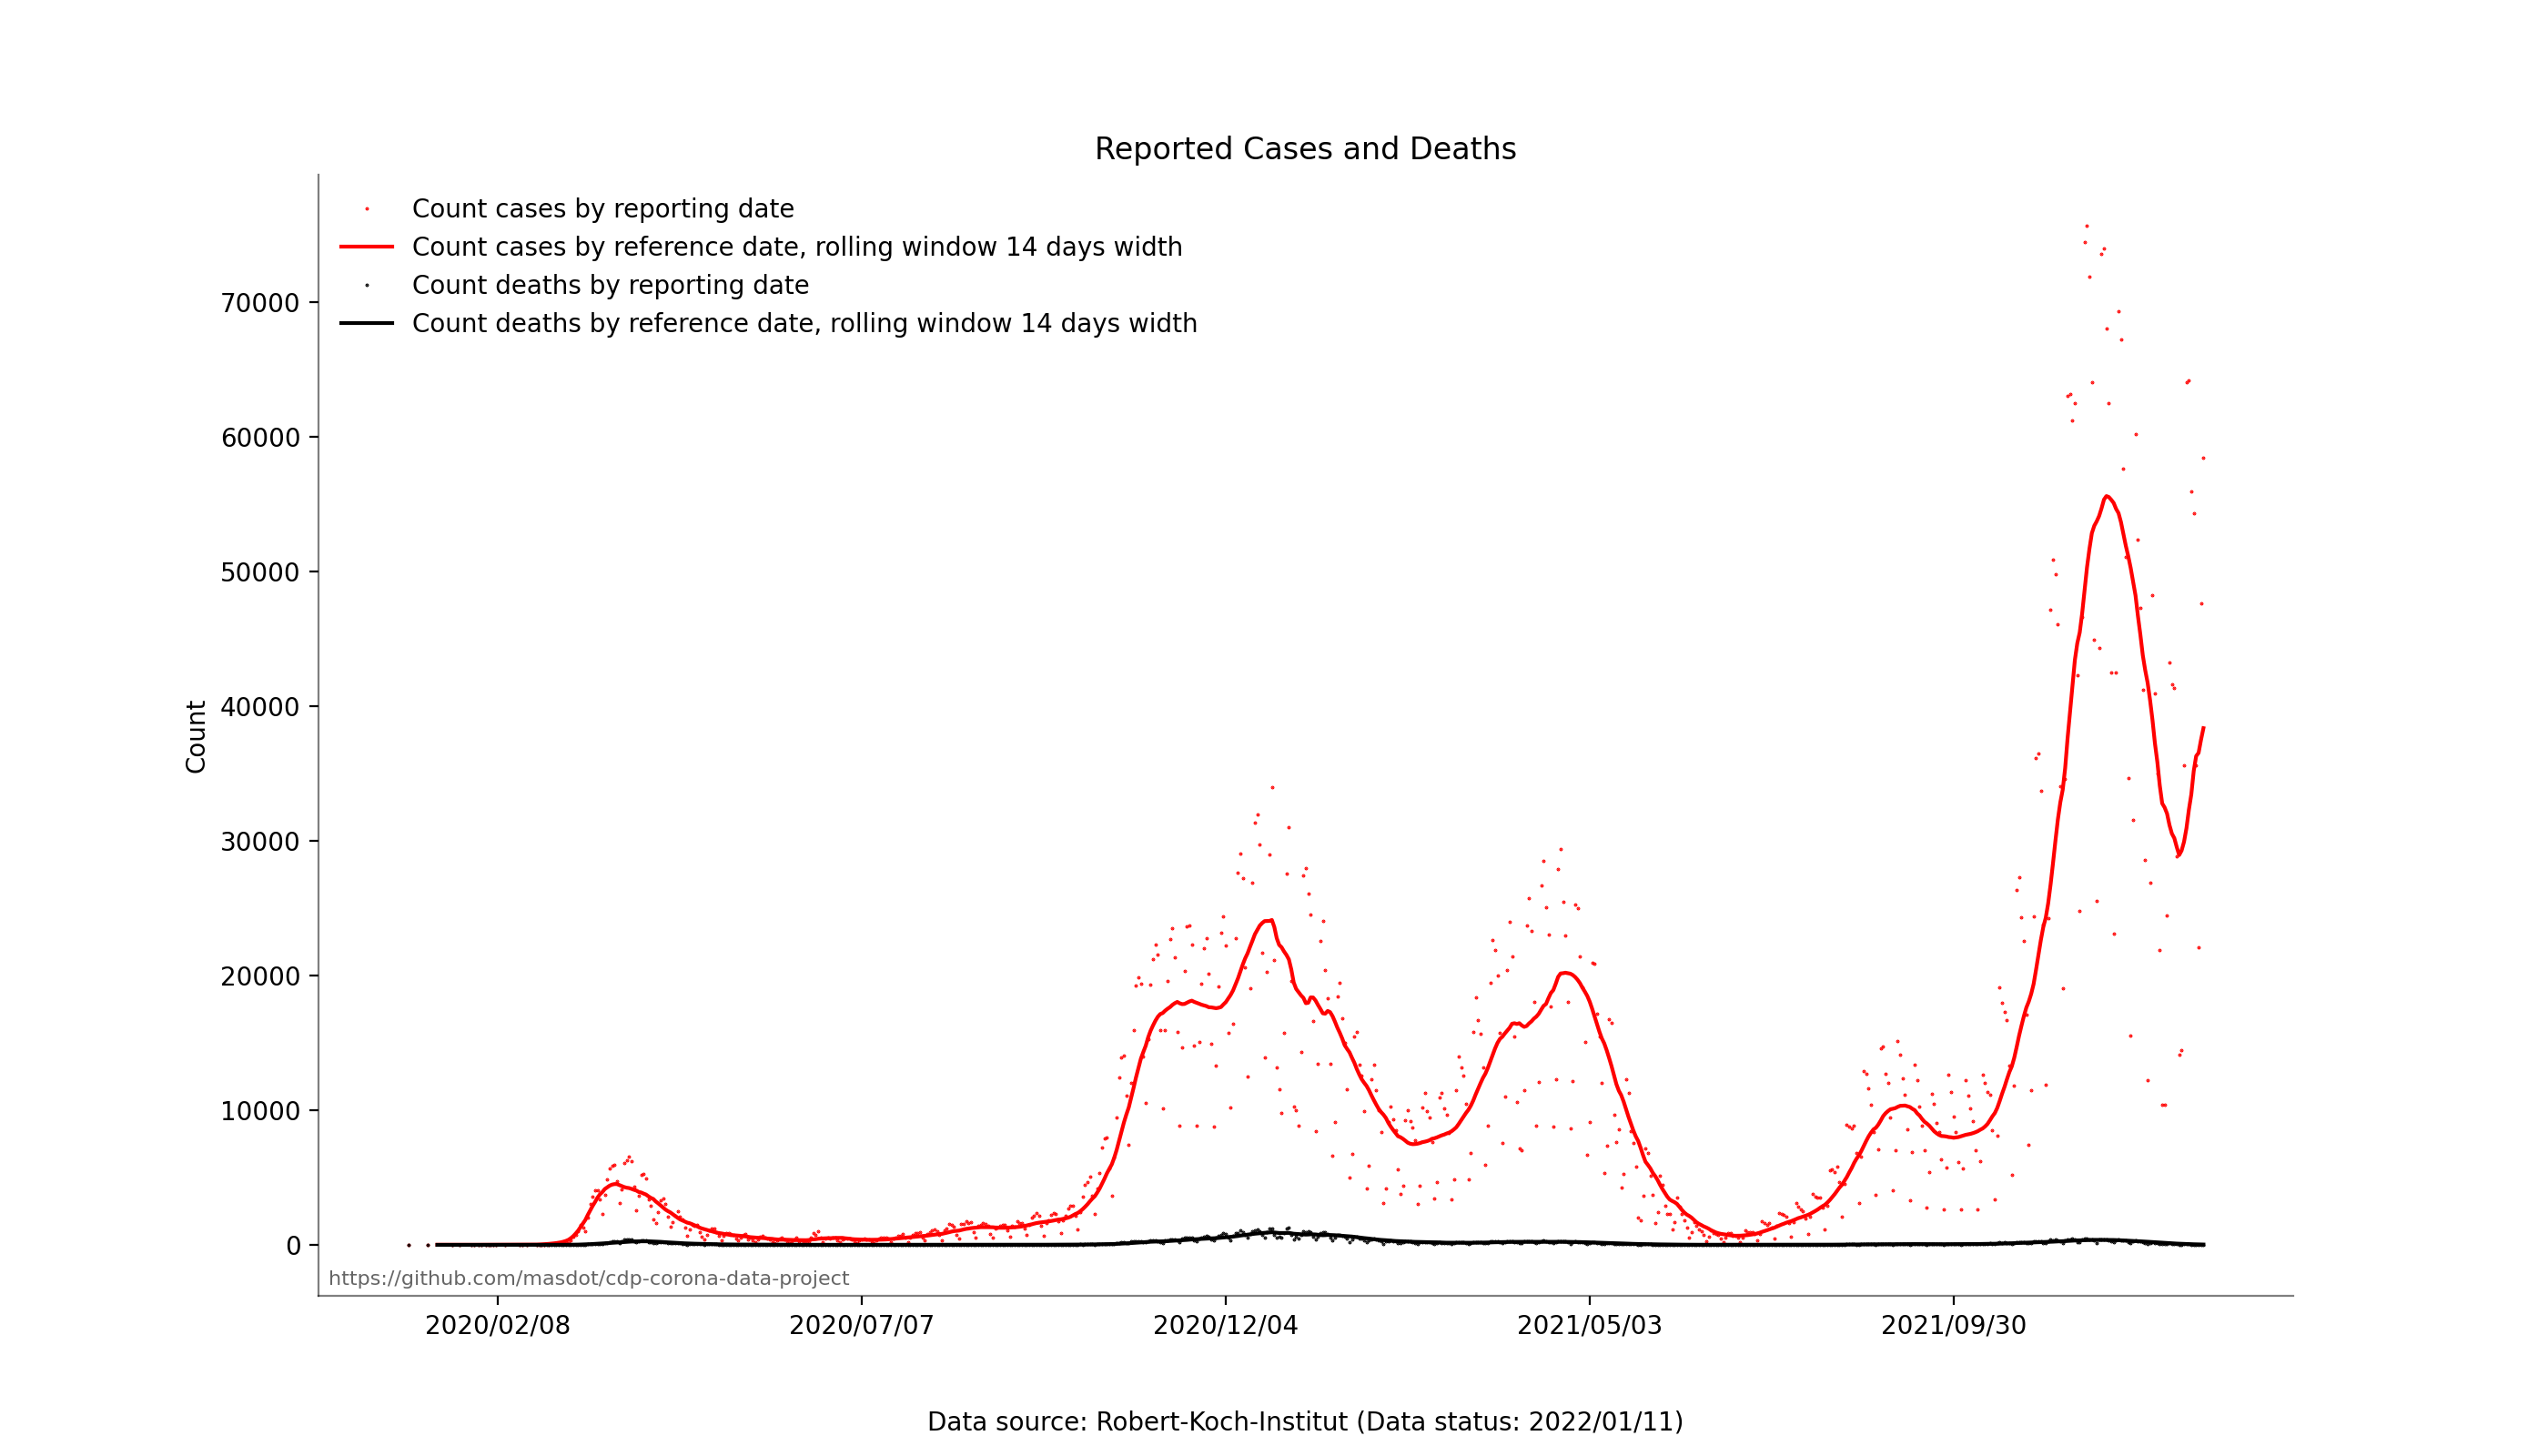 Reported Cases and Deaths
Count cases by reporting date
Count cases by reference date, rolling window 14 days width
Count deaths by reporting date
Count deaths by reference date, rolling window 14 days width
70000
60000
50000
40000
30000
20000
10000
0
Count
https://github.com/masdot/cdp-corona-data-project
2020/02/08 2020/07/07 2020/12/04 2021/05/03 2021/09/30
Data source: Robert-Koch-Institut (Data status: 2022/01/11)